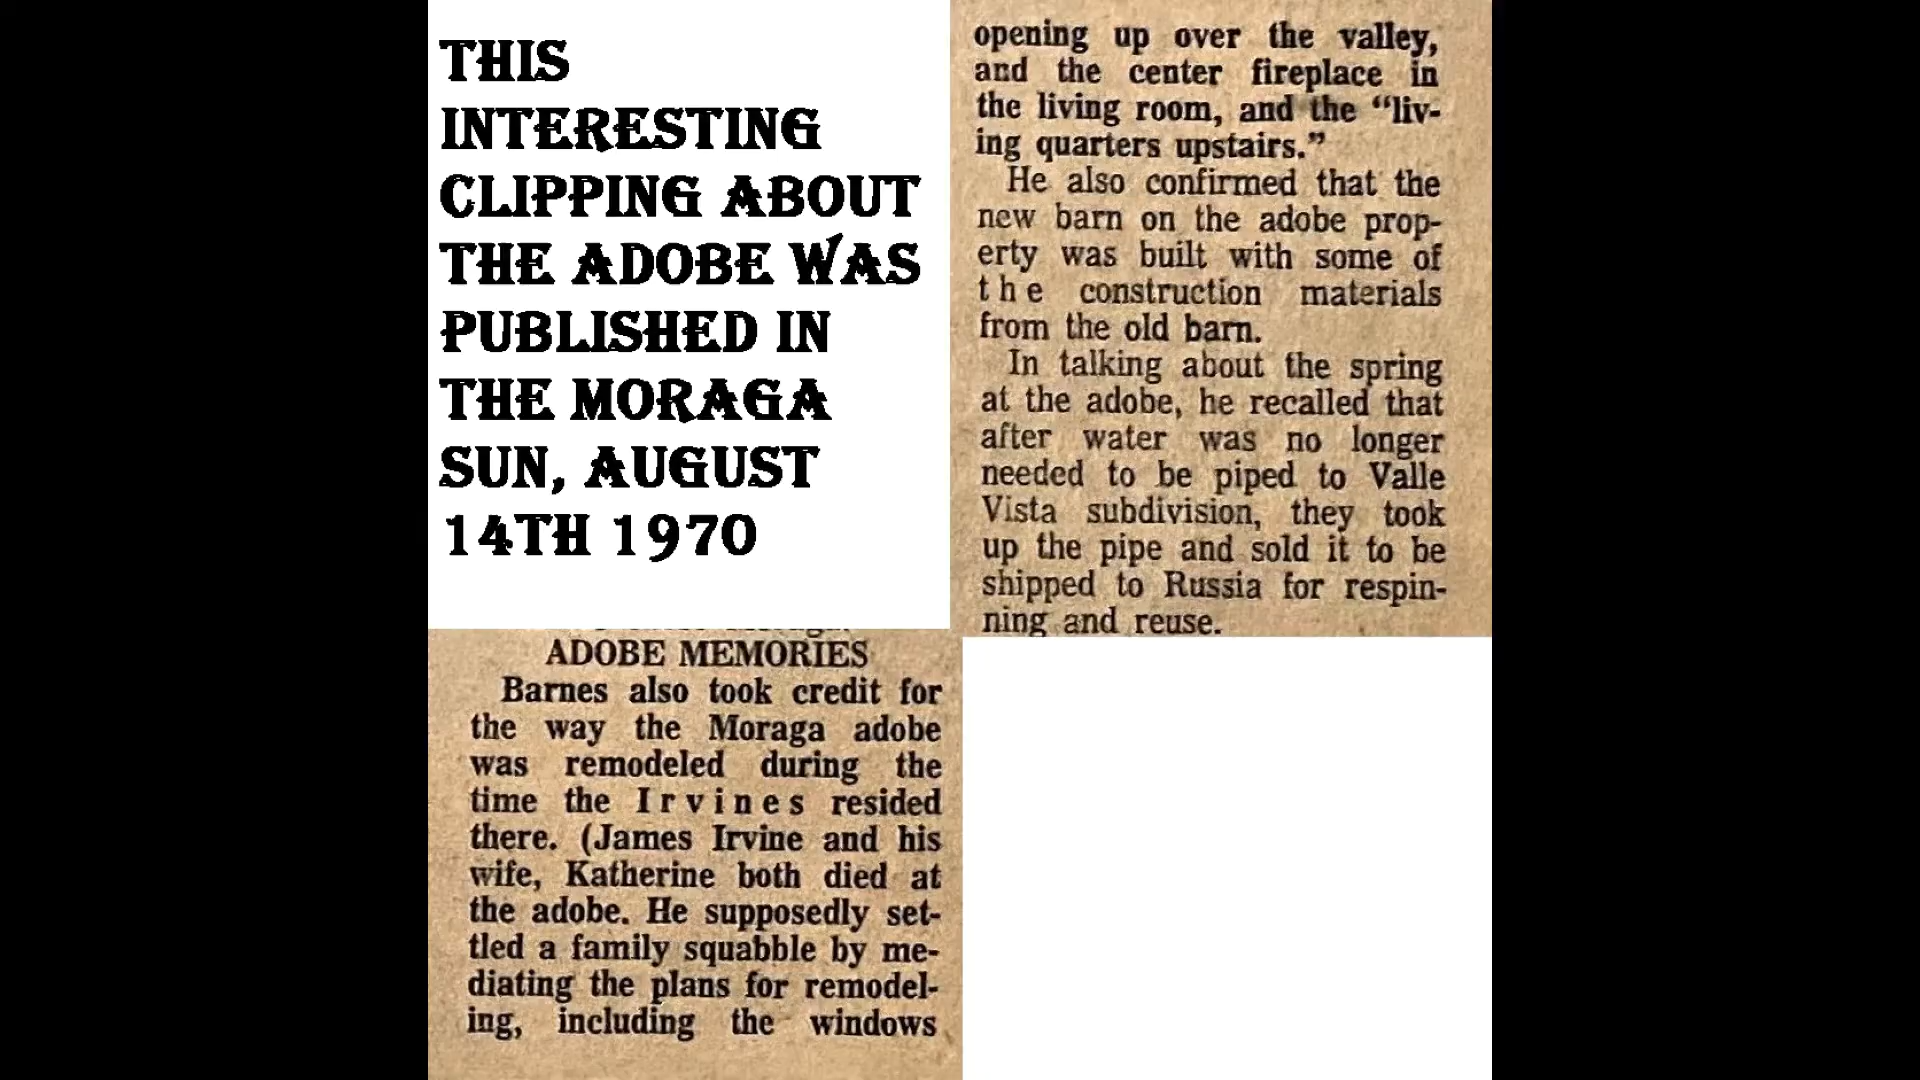 THIS
INTERESTING
CLIPPING ABOUT
THE ADOBE WAS
PUBLISHED IN
THE MORAGA
SUN, AUGUST
14TH 1970
ADOBE MEMORIES
Barnes also took credit for
the way the Moraga adobe
was remodeled during the
time the Irvines resided
there. (James Irvine and his
wife, Katherine both died at
the adobe. He supposedly set-
tled a family squabble by me-
diating the plans for remodel-
ing, including the windows
opening up over the valley,
and the center fireplace in
the living room, and the “liv-
ing quarters upstairs.”
He also confirmed that the
new barn on the adobe prop-
erty was built with some of
the construction materials
from the old barn.
In talking about the spring
at the adobe, he recalled that
after water was no longer
needed to be piped to Valle
Vista subdivision, they took
up the pipe and sold it to be
shipped to Russia for respin-
ning and reuse.